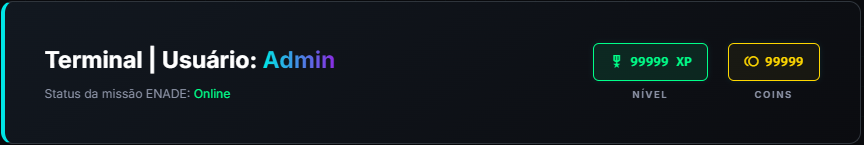 Terminal | Usuário: Admin
Status da missão ENADE: Online
99999 XP
NÍVEL
99999
COINS